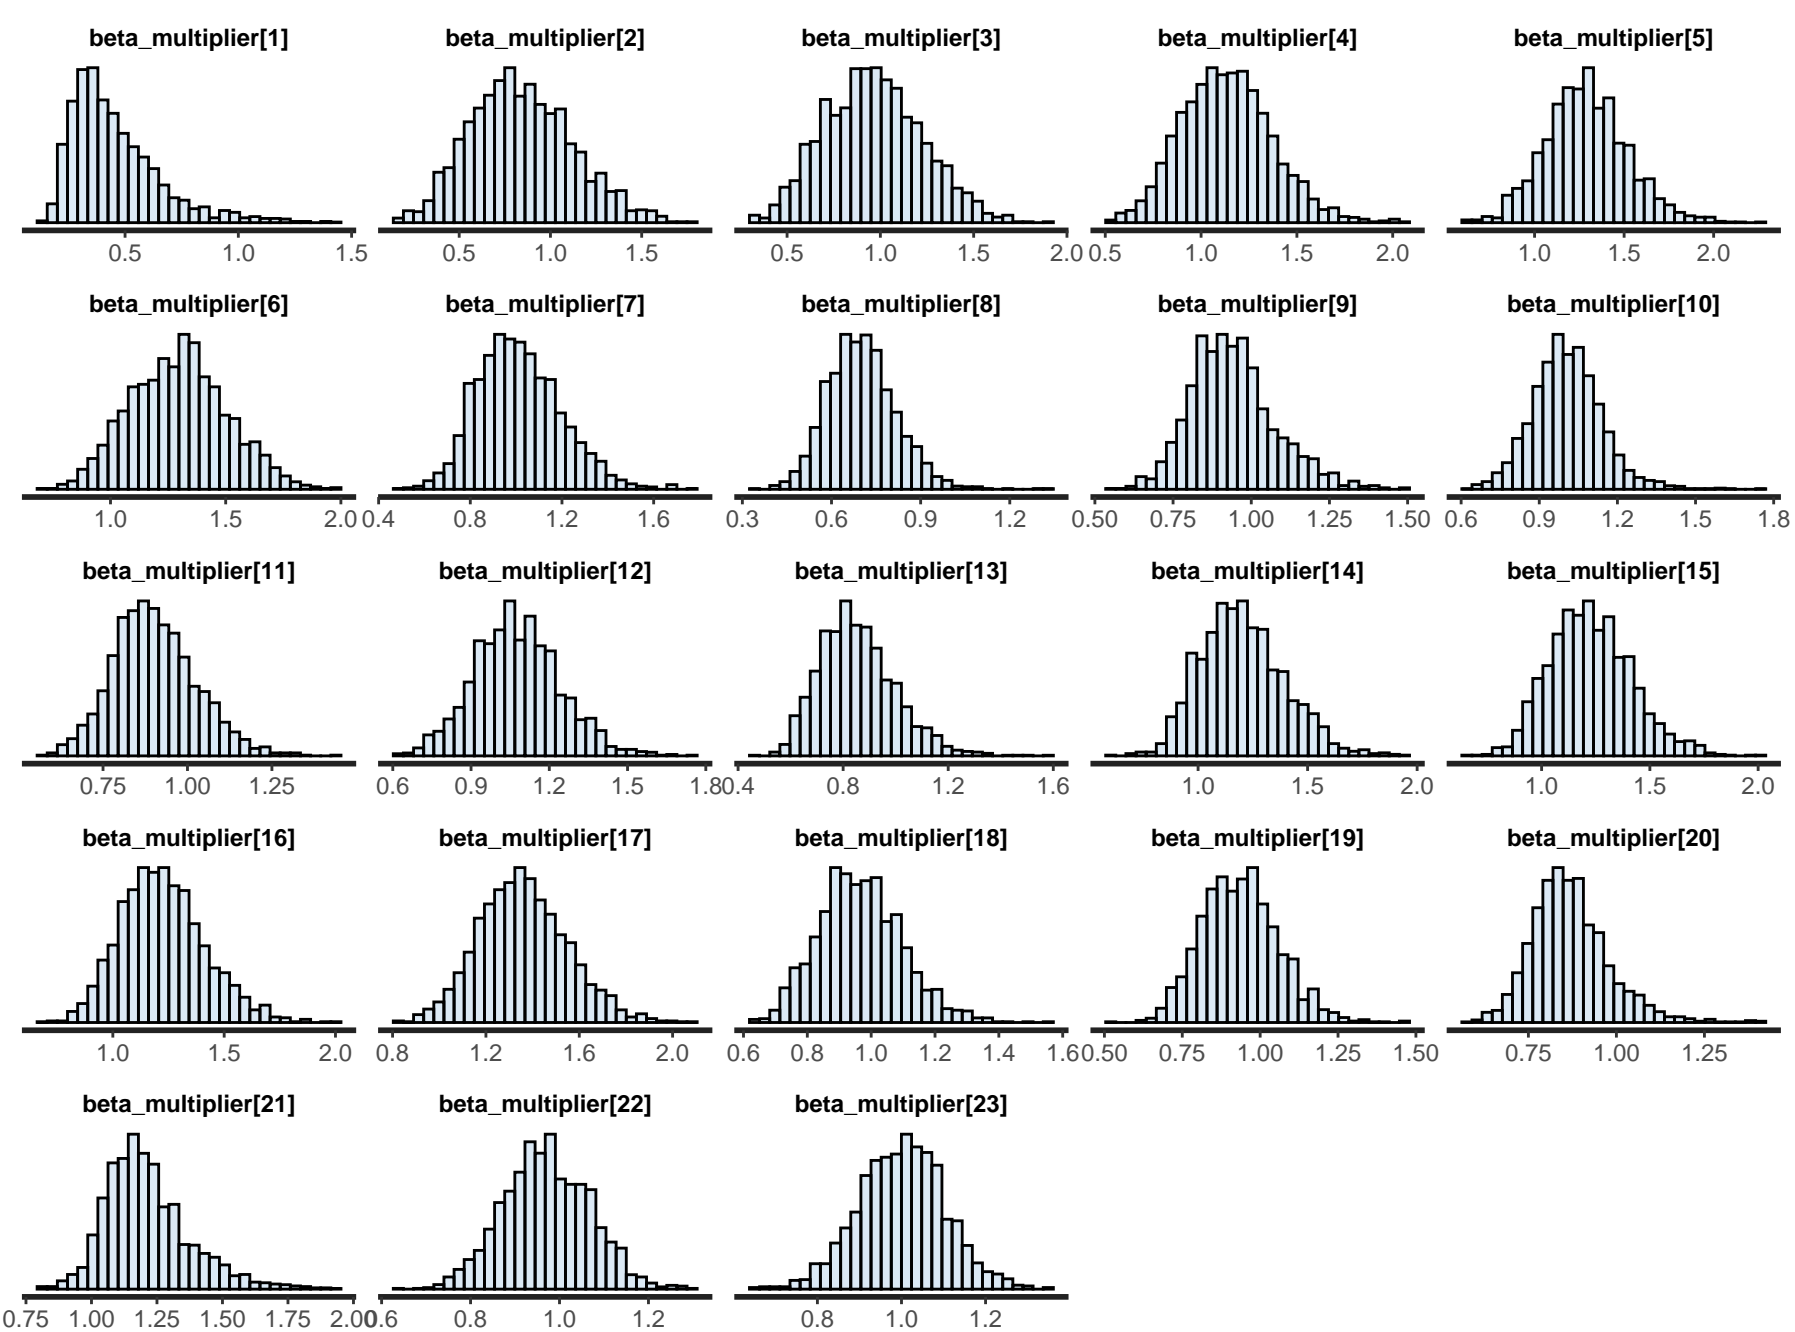 beta_multiplier[1] beta_multiplier[2] beta_multiplier[3] beta_multiplier[4] beta_multiplier[5]
0.5 1.0 1.5 0.5 1.0 1.5 0.5 1.0 1.5 2.0 0.5 1.0 1.5 2.0 1.0 1.5 2.0
beta_multiplier[6] beta_multiplier[7] beta_multiplier[8] beta_multiplier[9] beta_multiplier[10]
1.0 1.5 2.0 0.4 0.8 1.2 1.6 0.3 0.6 0.9 1.2 0.50 0.75 1.00 1.25 1.50 0.6 0.9 1.2 1.5 1.8
beta_multiplier[11] beta_multiplier[12] beta_multiplier[13] beta_multiplier[14] beta_multiplier[15]
0.75 1.00 1.25 0.6 0.9 1.2 1.5 1.8 0.4 0.8 1.2 1.6 1.0 1.5 2.0 1.0 1.5 2.0
beta_multiplier[16] beta_multiplier[17] beta_multiplier[18] beta_multiplier[19] beta_multiplier[20]
1.0 1.5 2.0 0.8 1.2 1.6 2.0 0.6 0.8 1.0 1.2 1.4 1.6 0.50 0.75 1.00 1.25 1.50 0.75 1.00 1.25
beta_multiplier[21] beta_multiplier[22] beta_multiplier[23]
0.75 1.00 1.25 1.50 1.75 2.00 0.6 0.8 1.0 1.2 0.8 1.0 1.2